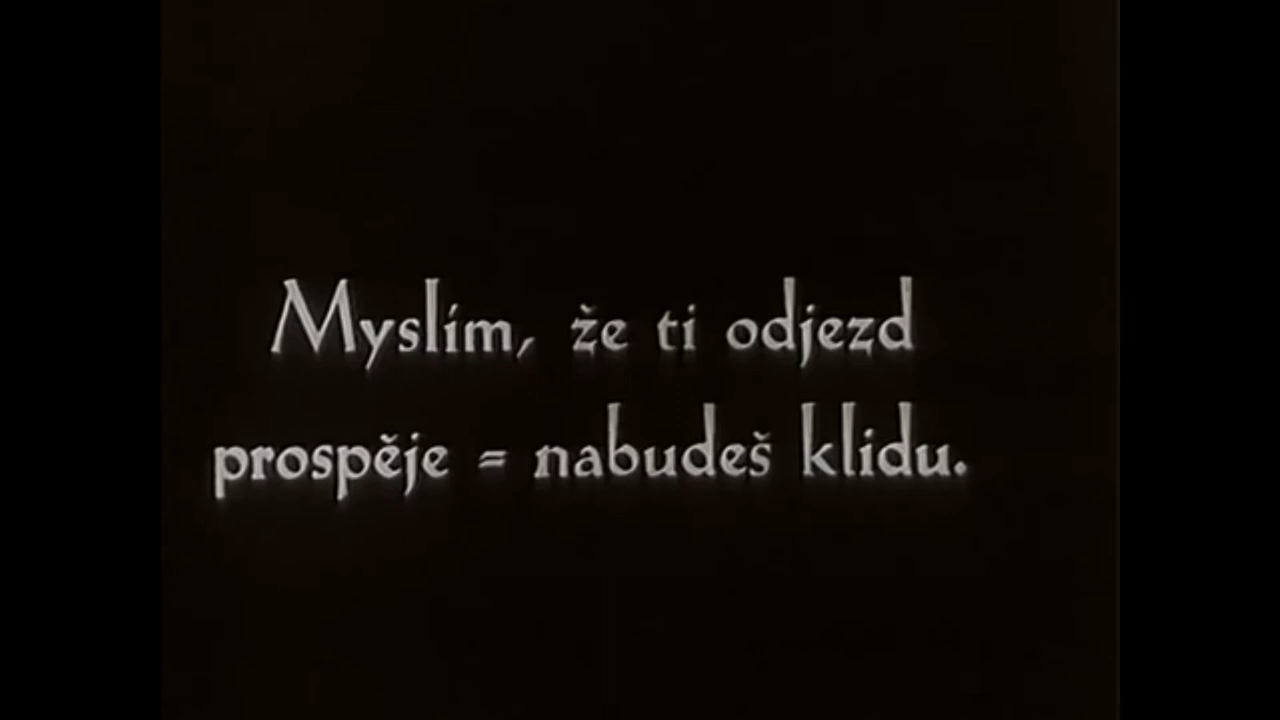 Myslím, že ti odjezd
prospěje = nabudeš klidu.